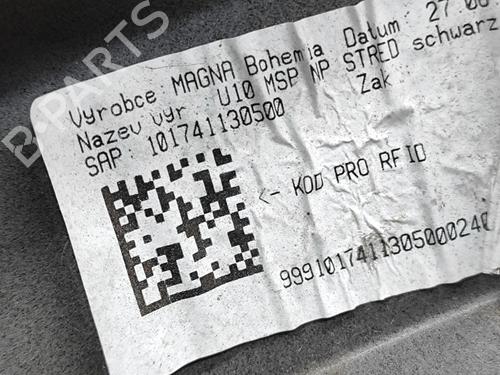 B-PARTS
Vyrobce MAGNA Bohemia Datum: 27.06
Nazev vyr U10 MSP NP STRED schwarz
SAP: 101741130500 Zak.
<- KOD PRO RFID
9991017411305000240